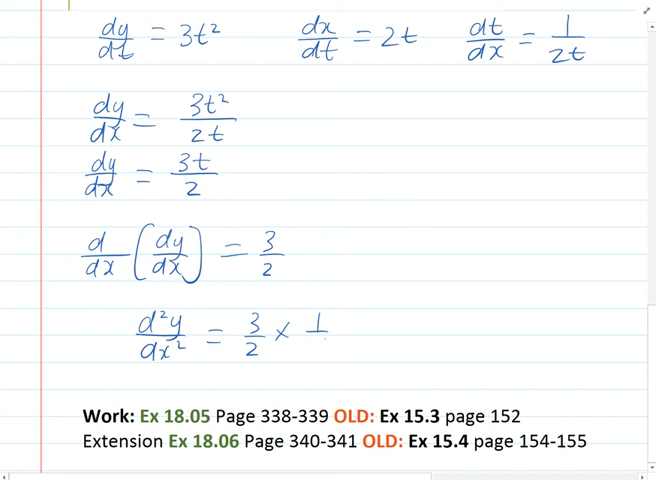 dy/dt = 3t² dx/dt = 2t dt/dx = 1/2t
dy/dx = 3t²/2t
dy/dx = 3t/2
d/dx (dy/dx) = 3/2
d²y/dx² = 3/2 × 1
Work: Ex 18.05 Page 338-339 OLD: Ex 15.3 page 152
Extension Ex 18.06 Page 340-341 OLD: Ex 15.4 page 154-155